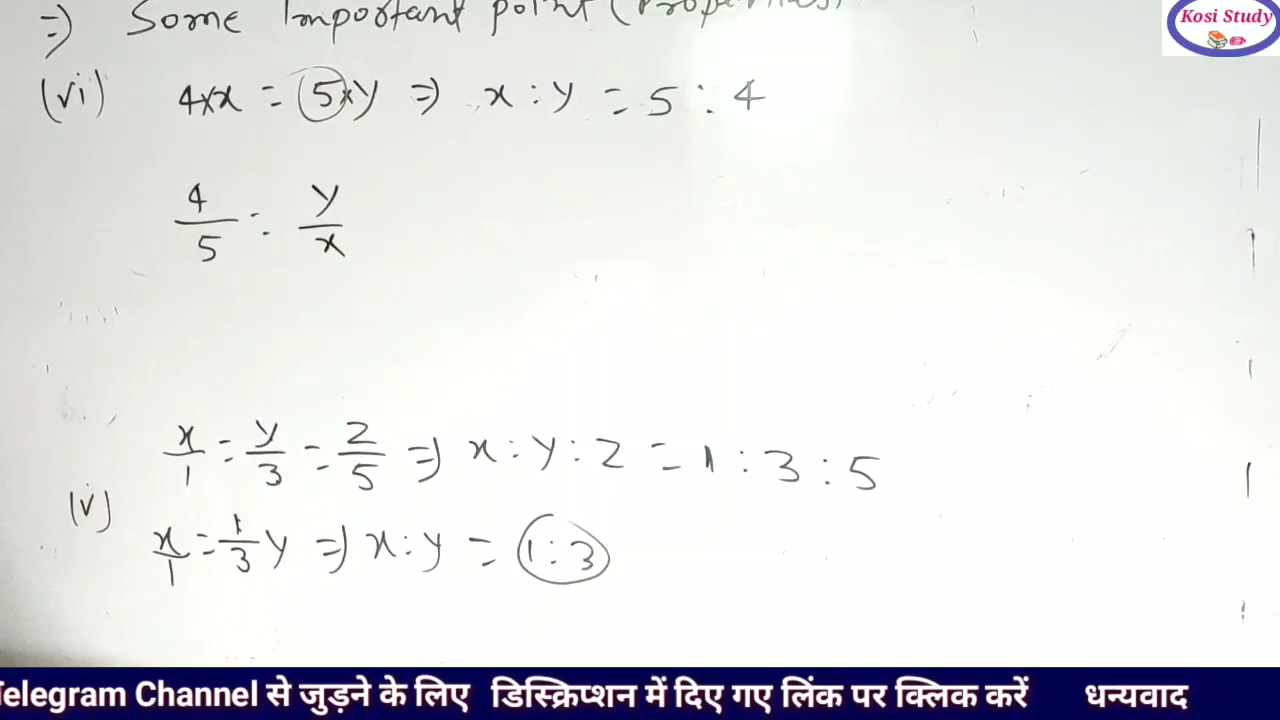 ⇒) Some Important point (Properties)
Kosi Study
(vi) 4×x = 5×y ⇒ x : y = 5 : 4
4/5 = y/x
x/1 = y/3 = z/5 ⇒ x : y : z = 1 : 3 : 5
(v)
x/1 = 1/3 y ⇒ x : y = 1 : 3
Telegram Channel से जुड़ने के लिए डिस्क्रिप्शन में दिए गए लिंक पर क्लिक करें धन्यवाद